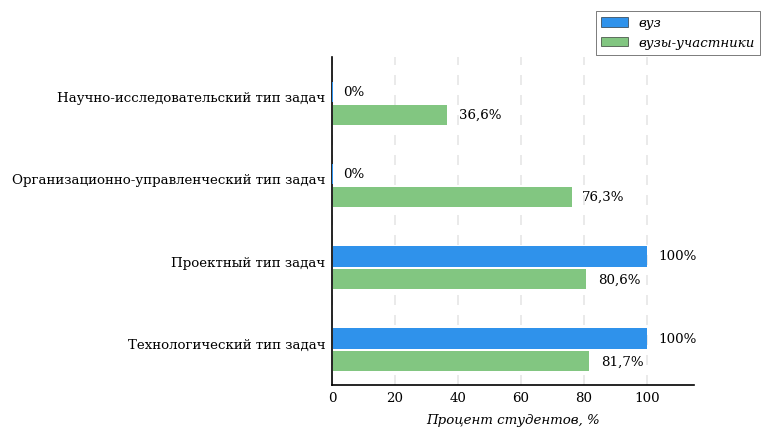 вуз
вузы-участники
Научно-исследовательский тип задач
0%
36,6%
Организационно-управленческий тип задач
0%
76,3%
Проектный тип задач
100%
80,6%
Технологический тип задач
100%
81,7%
0 20 40 60 80 100
Процент студентов, %